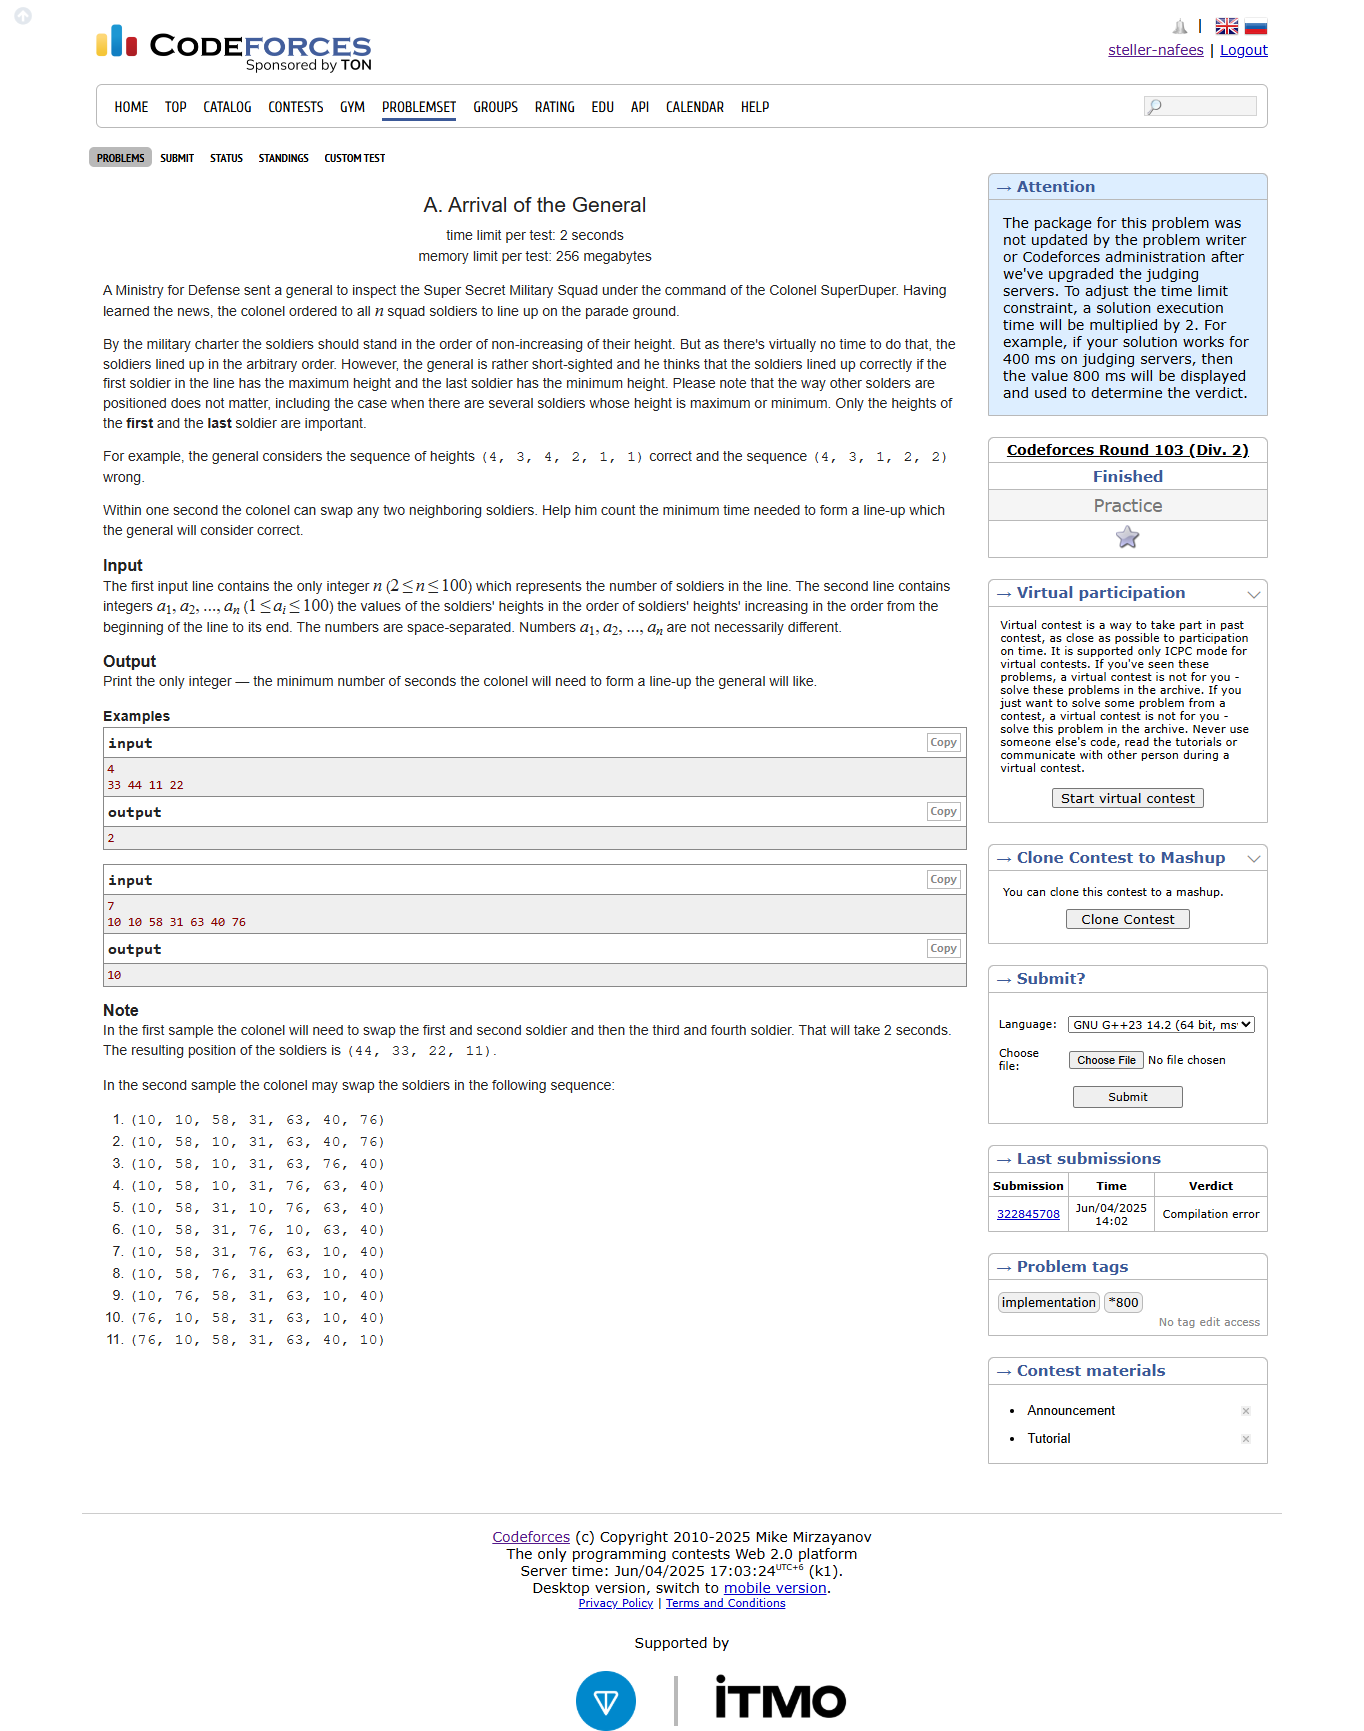 CODEFORCES
Sponsored by TON
|
steller-nafees | Logout
HOME TOP CATALOG CONTESTS GYM PROBLEMSET GROUPS RATING EDU API CALENDAR HELP
PROBLEMS SUBMIT STATUS STANDINGS CUSTOM TEST
A. Arrival of the General
time limit per test: 2 seconds
memory limit per test: 256 megabytes
A Ministry for Defense sent a general to inspect the Super Secret Military Squad under the command of the Colonel SuperDuper. Having
learned the news, the colonel ordered to all n squad soldiers to line up on the parade ground.
By the military charter the soldiers should stand in the order of non-increasing of their height. But as there's virtually no time to do that, the
soldiers lined up in the arbitrary order. However, the general is rather short-sighted and he thinks that the soldiers lined up correctly if the
first soldier in the line has the maximum height and the last soldier has the minimum height. Please note that the way other solders are
positioned does not matter, including the case when there are several soldiers whose height is maximum or minimum. Only the heights of
the first and the last soldier are important.
For example, the general considers the sequence of heights (4, 3, 4, 2, 1, 1) correct and the sequence (4, 3, 1, 2, 2)
wrong.
Within one second the colonel can swap any two neighboring soldiers. Help him count the minimum time needed to form a line-up which
the general will consider correct.
Input
The first input line contains the only integer n (2 ≤ n ≤ 100) which represents the number of soldiers in the line. The second line contains
integers a1, a2, ..., an (1 ≤ ai ≤ 100) the values of the soldiers' heights in the order of soldiers' heights' increasing in the order from the
beginning of the line to its end. The numbers are space-separated. Numbers a1, a2, ..., an are not necessarily different.
Output
Print the only integer — the minimum number of seconds the colonel will need to form a line-up the general will like.
Examples
input Copy
4
33 44 11 22
output Copy
2
input Copy
7
10 10 58 31 63 40 76
output Copy
10
Note
In the first sample the colonel will need to swap the first and second soldier and then the third and fourth soldier. That will take 2 seconds.
The resulting position of the soldiers is (44, 33, 22, 11).
In the second sample the colonel may swap the soldiers in the following sequence:
1. (10, 10, 58, 31, 63, 40, 76)
2. (10, 58, 10, 31, 63, 40, 76)
3. (10, 58, 10, 31, 63, 76, 40)
4. (10, 58, 10, 31, 76, 63, 40)
5. (10, 58, 31, 10, 76, 63, 40)
6. (10, 58, 31, 76, 10, 63, 40)
7. (10, 58, 31, 76, 63, 10, 40)
8. (10, 58, 76, 31, 63, 10, 40)
9. (10, 76, 58, 31, 63, 10, 40)
10. (76, 10, 58, 31, 63, 10, 40)
11. (76, 10, 58, 31, 63, 40, 10)
→ Attention
The package for this problem was
not updated by the problem writer
or Codeforces administration after
we've upgraded the judging
servers. To adjust the time limit
constraint, a solution execution
time will be multiplied by 2. For
example, if your solution works for
400 ms on judging servers, then
the value 800 ms will be displayed
and used to determine the verdict.
Codeforces Round 103 (Div. 2)
Finished
Practice
→ Virtual participation
Virtual contest is a way to take part in past
contest, as close as possible to participation
on time. It is supported only ICPC mode for
virtual contests. If you've seen these
problems, a virtual contest is not for you -
solve these problems in the archive. If you
just want to solve some problem from a
contest, a virtual contest is not for you -
solve this problem in the archive. Never use
someone else's code, read the tutorials or
communicate with other person during a
virtual contest.
Start virtual contest
→ Clone Contest to Mashup
You can clone this contest to a mashup.
Clone Contest
→ Submit?
Language: GNU G++23 14.2 (64 bit, ms
Choose
file: Choose File No file chosen
Submit
→ Last submissions
Submission Time Verdict
322845708 Jun/04/2025
14:02 Compilation error
→ Problem tags
implementation *800
No tag edit access
→ Contest materials
• Announcement
• Tutorial
Codeforces (c) Copyright 2010-2025 Mike Mirzayanov
The only programming contests Web 2.0 platform
Server time: Jun/04/2025 17:03:24UTC+6 (k1).
Desktop version, switch to mobile version.
Privacy Policy | Terms and Conditions
Supported by
iTMO